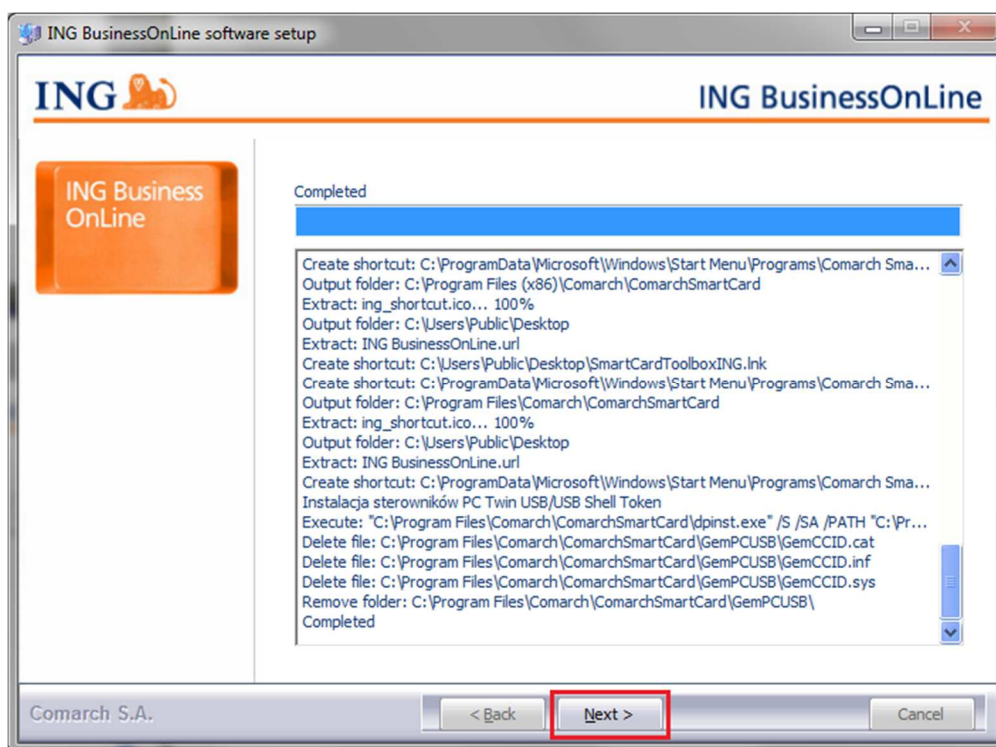 ING BusinessOnLine software setup
ING
ING BusinessOnLine
ING Business
OnLine
Completed
Create shortcut: C:\ProgramData\Microsoft\Windows\Start Menu\Programs\Comarch Sma...
Output folder: C:\Program Files (x86)\Comarch\ComarchSmartCard
Extract: ing_shortcut.ico... 100%
Output folder: C:\Users\Public\Desktop
Extract: ING BusinessOnLine.url
Create shortcut: C:\Users\Public\Desktop\SmartCardToolboxING.lnk
Create shortcut: C:\ProgramData\Microsoft\Windows\Start Menu\Programs\Comarch Sma...
Output folder: C:\Program Files\Comarch\ComarchSmartCard
Extract: ing_shortcut.ico... 100%
Output folder: C:\Users\Public\Desktop
Extract: ING BusinessOnLine.url
Create shortcut: C:\ProgramData\Microsoft\Windows\Start Menu\Programs\Comarch Sma...
Instalacja sterowników PC Twin USB/USB Shell Token
Execute: "C:\Program Files\Comarch\ComarchSmartCard\dpinst.exe" /S /SA /PATH "C:\Pr...
Delete file: C:\Program Files\Comarch\ComarchSmartCard\GemPCUSB\GemCCID.cat
Delete file: C:\Program Files\Comarch\ComarchSmartCard\GemPCUSB\GemCCID.inf
Delete file: C:\Program Files\Comarch\ComarchSmartCard\GemPCUSB\GemCCID.sys
Remove folder: C:\Program Files\Comarch\ComarchSmartCard\GemPCUSB\
Completed
Comarch S.A.
< Back
Next >
Cancel